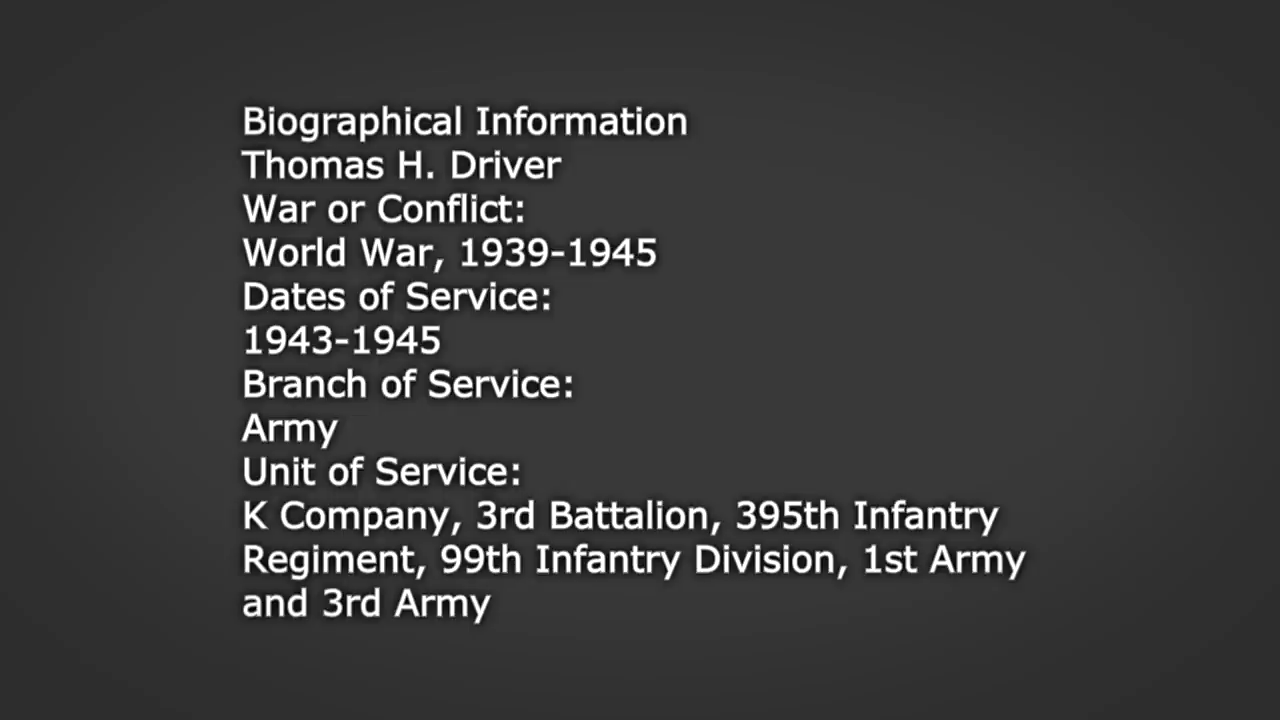 Biographical Information
Thomas H. Driver
War or Conflict:
World War, 1939-1945
Dates of Service:
1943-1945
Branch of Service:
Army
Unit of Service:
K Company, 3rd Battalion, 395th Infantry
Regiment, 99th Infantry Division, 1st Army
and 3rd Army